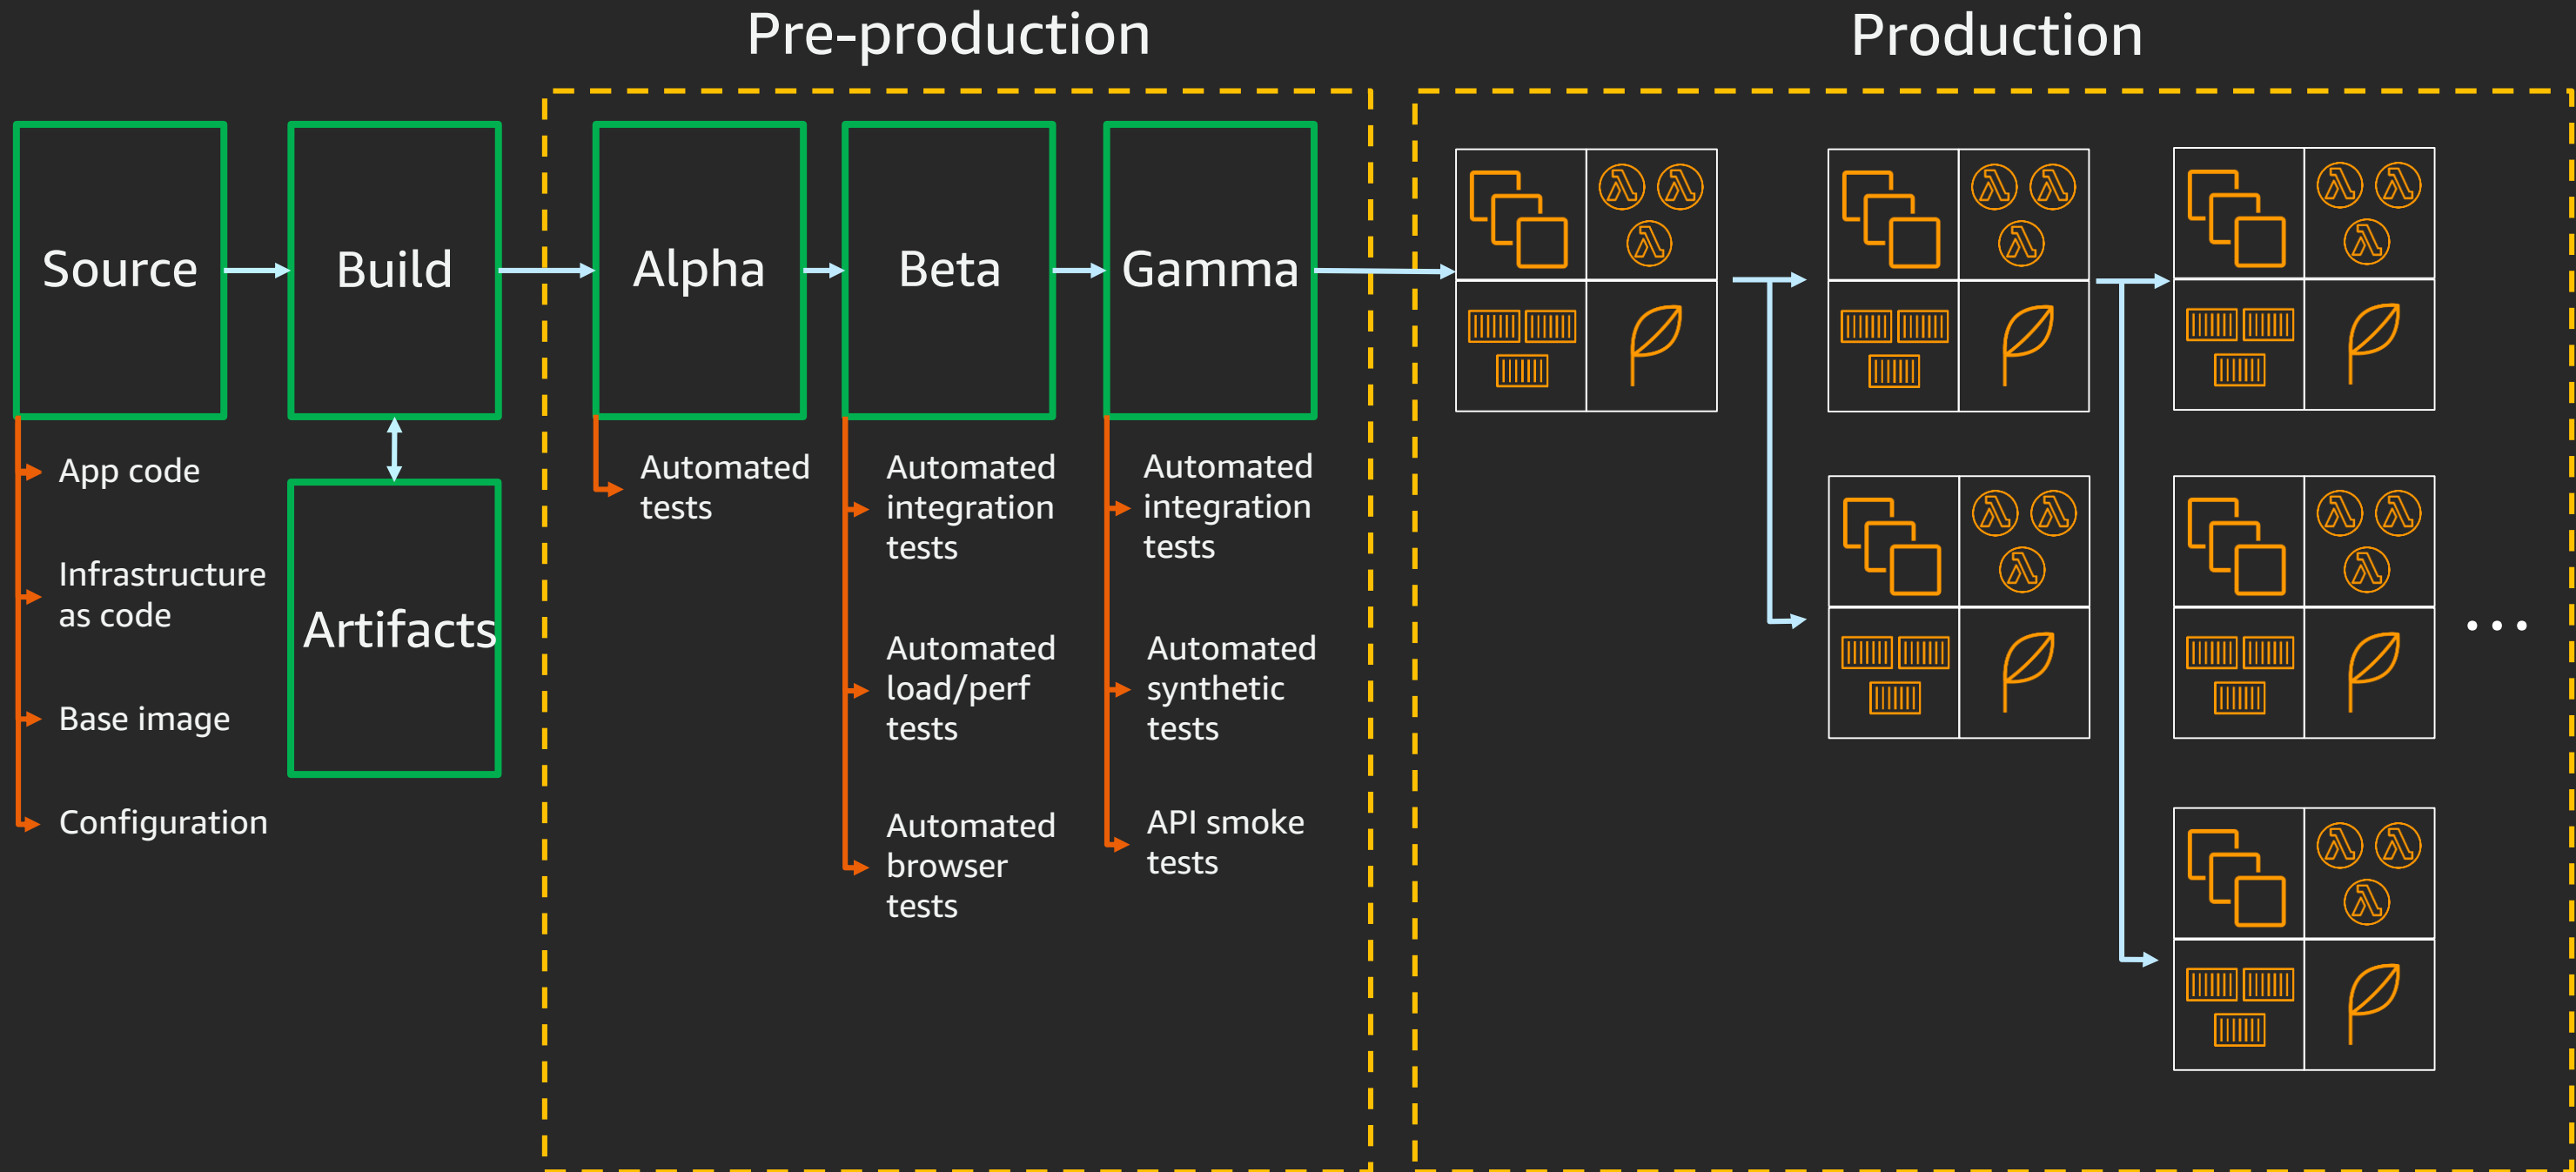 Pre-production
Production
Source
Build
Alpha
Beta
Gamma
App code
Infrastructure
as code
Base image
Configuration
Artifacts
Automated
tests
Automated
integration
tests
Automated
load/perf
tests
Automated
browser
tests
Automated
integration
tests
Automated
synthetic
tests
API smoke
tests
...